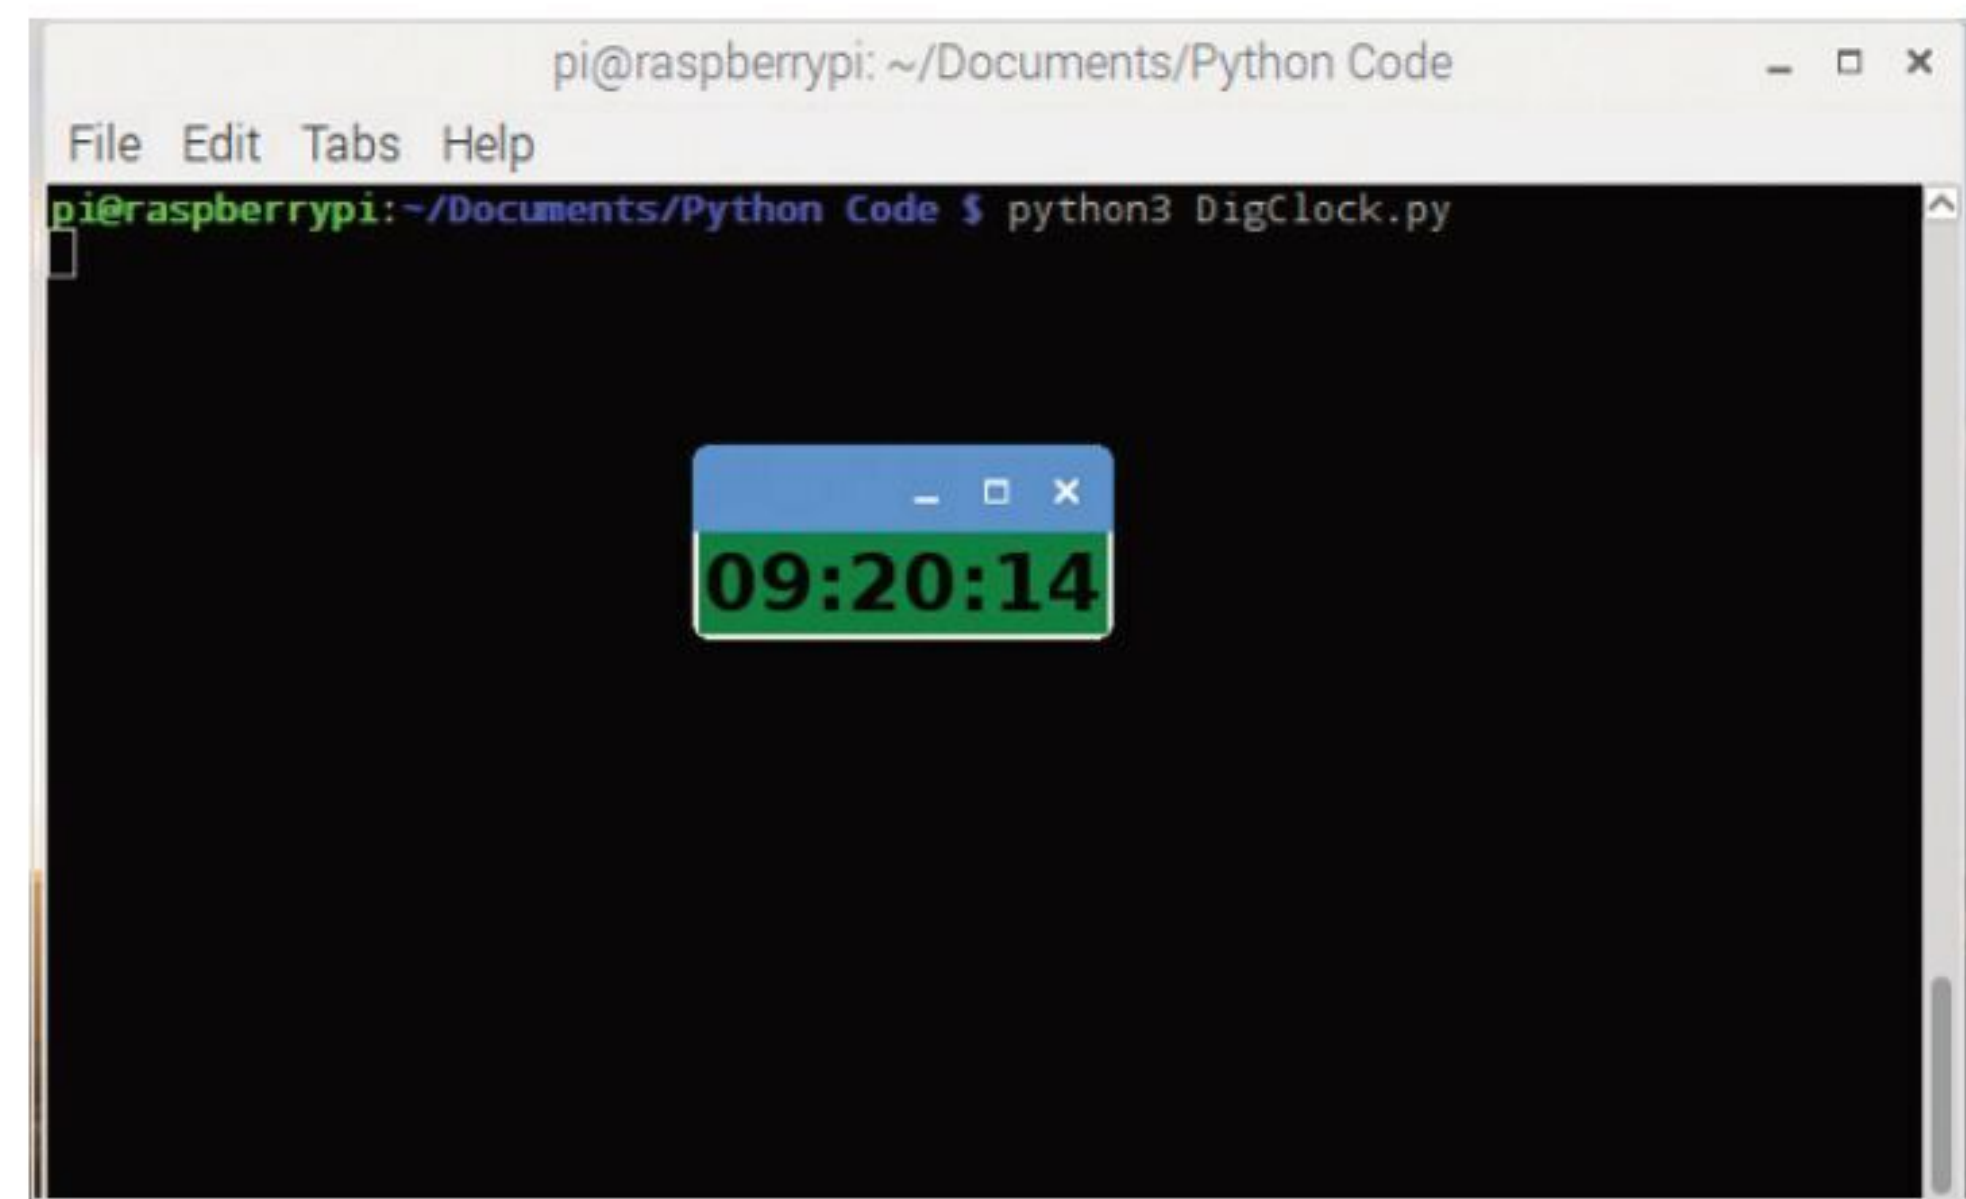 pi@raspberrypi: ~/Documents/Python Code
File Edit Tabs Help
pi@raspberrypi:~/Documents/Python Code $ python3 DigClock.py
09:20:14